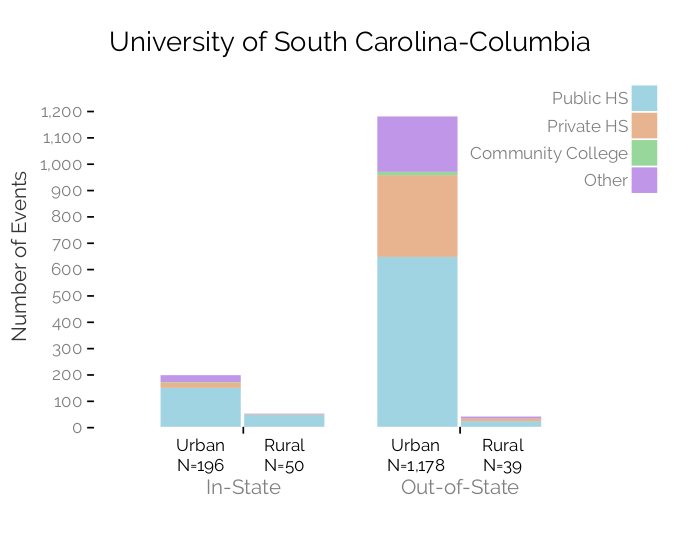 University of South Carolina-Columbia
Public HS
Private HS
Community College
Other
Number of Events
1,200
1,100
1,000
900
800
700
600
500
400
300
200
100
0
Urban
N=196
Rural
N=50
Urban
N=1,178
Rural
N=39
In-State
Out-of-State